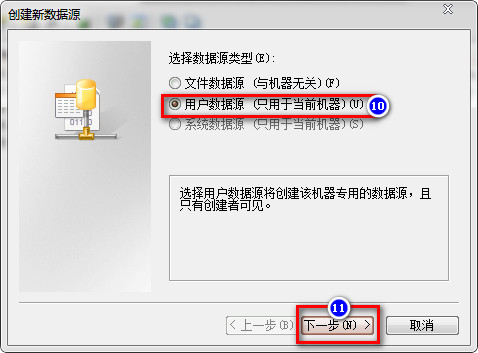 创建新数据源
选择数据源类型(E):
文件数据源 (与机器无关)(F)
用户数据源 (只用于当前机器)(U)
10
系统数据源 (只用于当前机器)(S)
选择用户数据源将创建该机器专用的数据源，且
只有创建者可见。
11
< 上一步(B)
下一步(N) >
取消